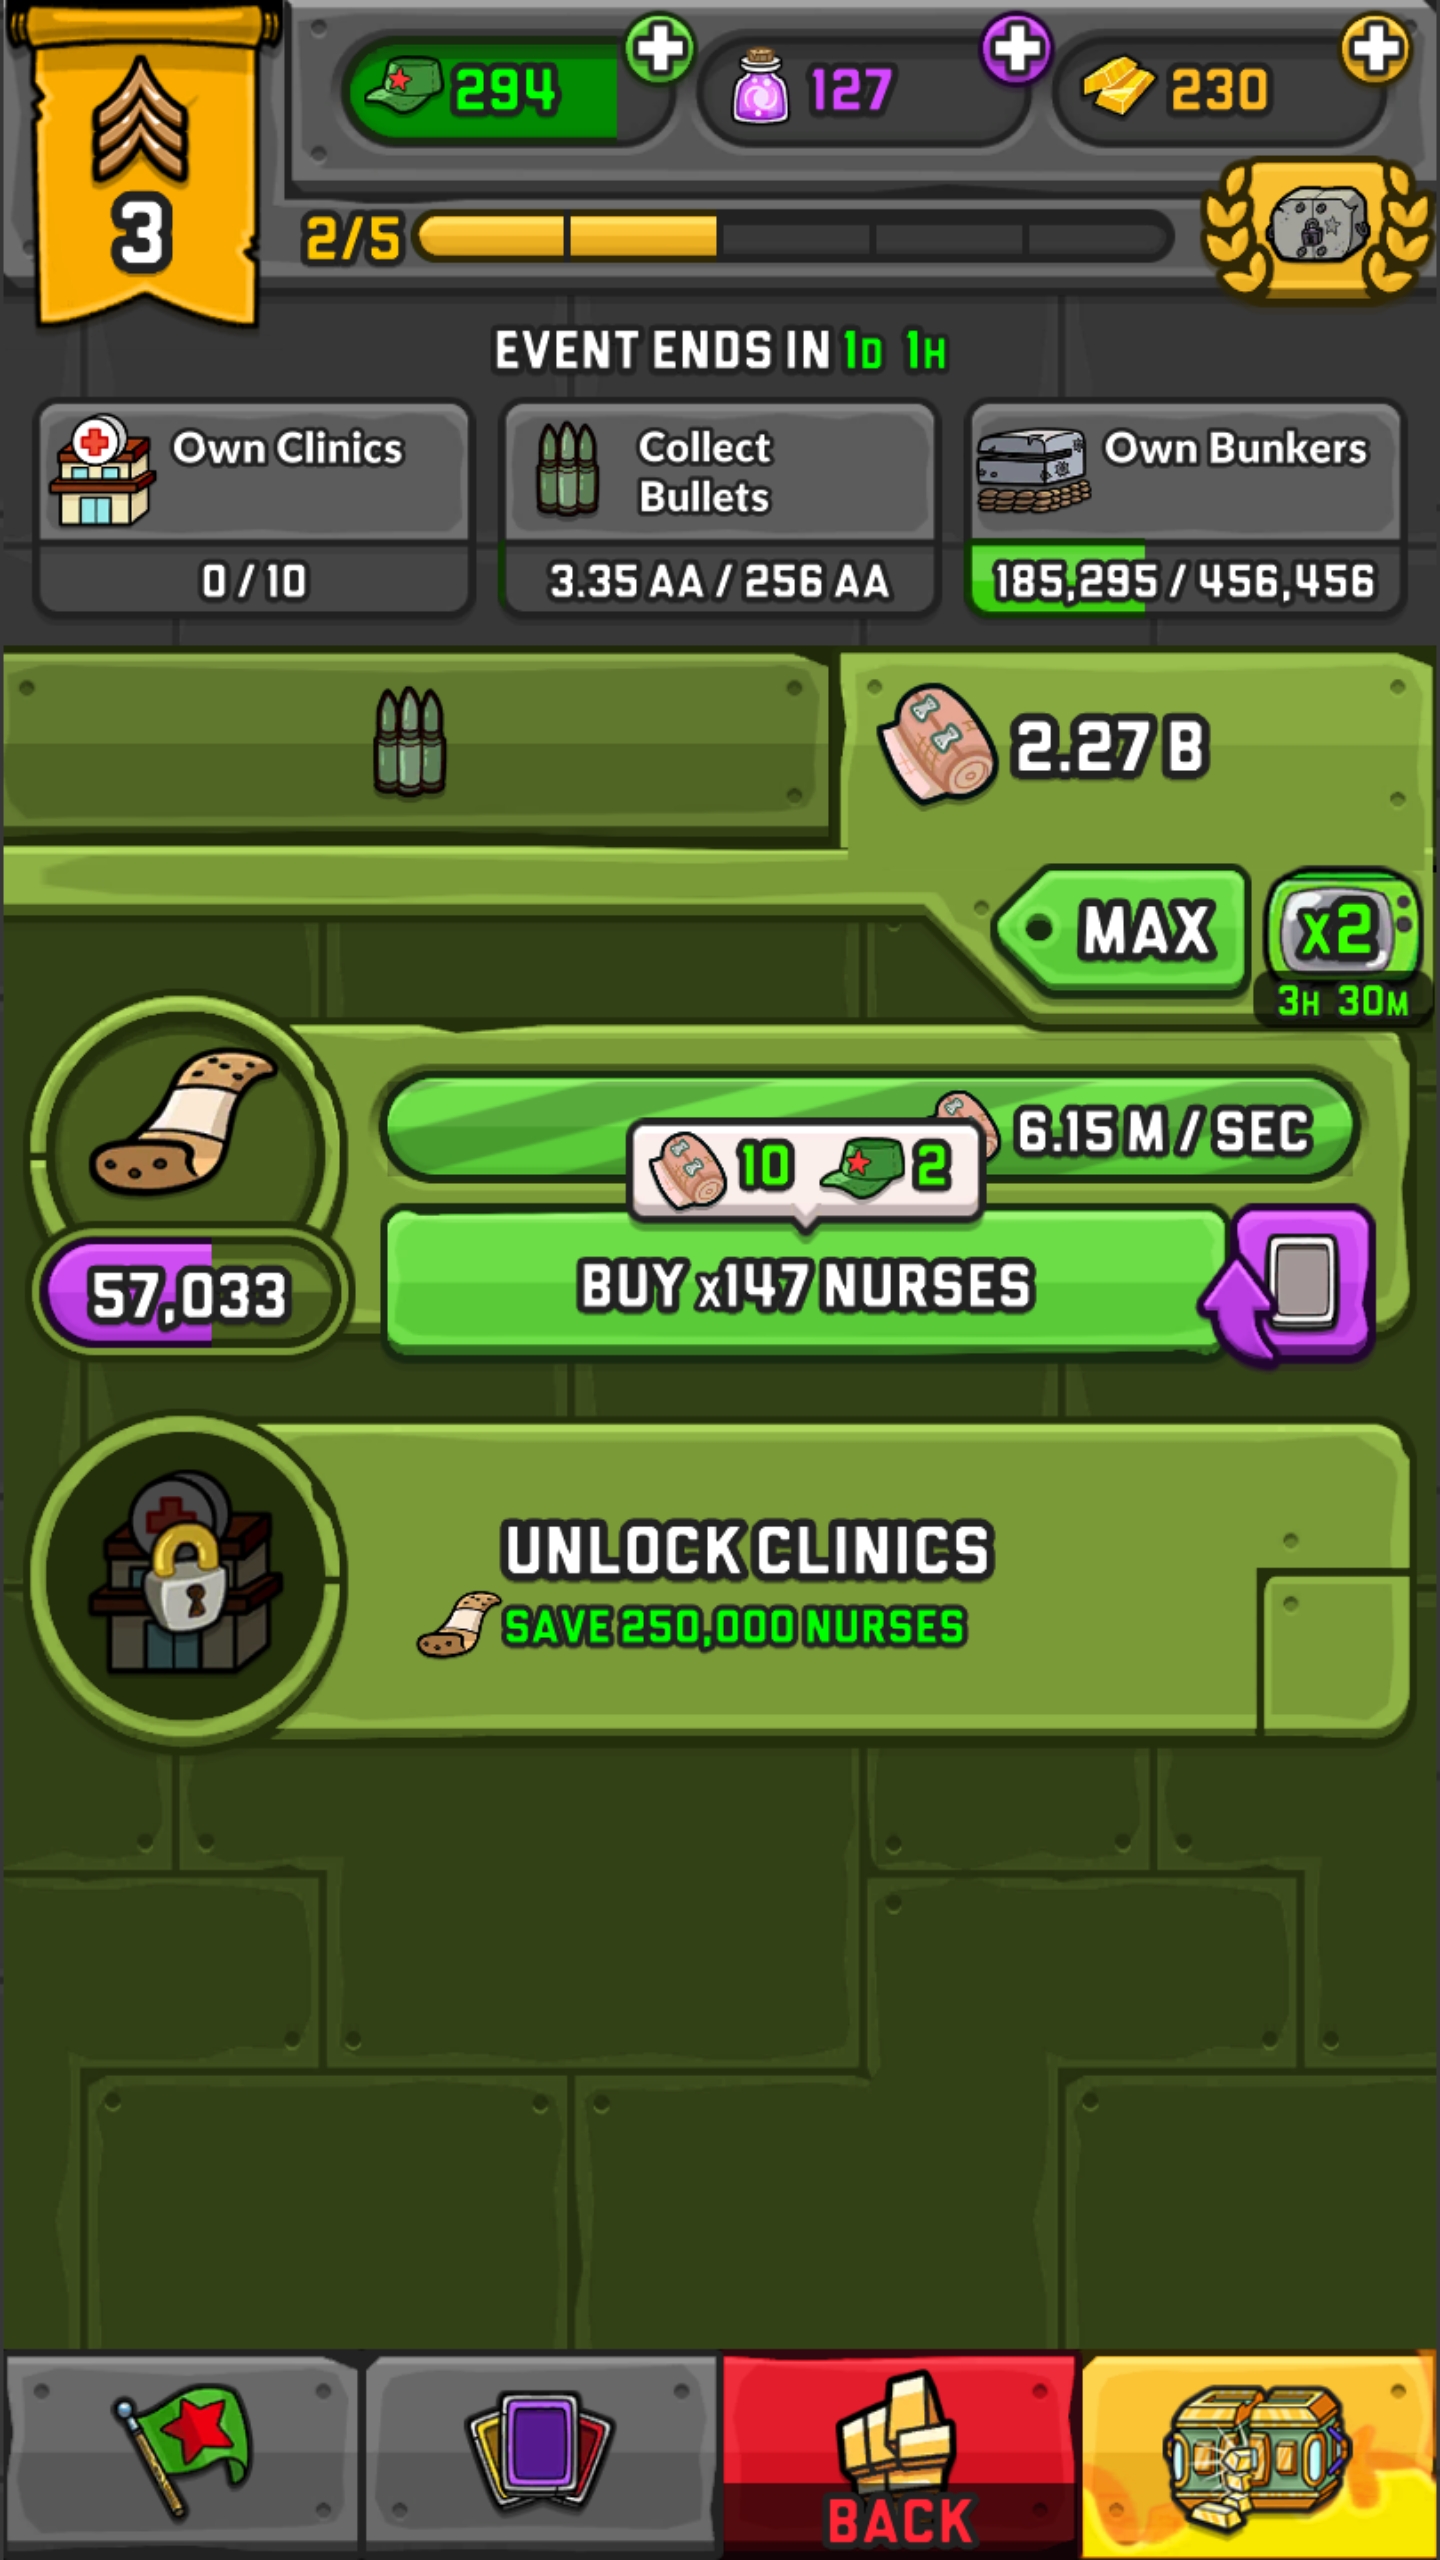 294
127
230
3
2/5
EVENT ENDS IN 1D 1H
Own Clinics
Collect
Bullets
Own Bunkers
0 / 10
3.35 AA / 256 AA
185,295 / 456,456
2.27 B
MAX
x2
3H 30M
6.15 M / SEC
10
2
57,033
BUY x147 NURSES
UNLOCK CLINICS
SAVE 250,000 NURSES
BACK